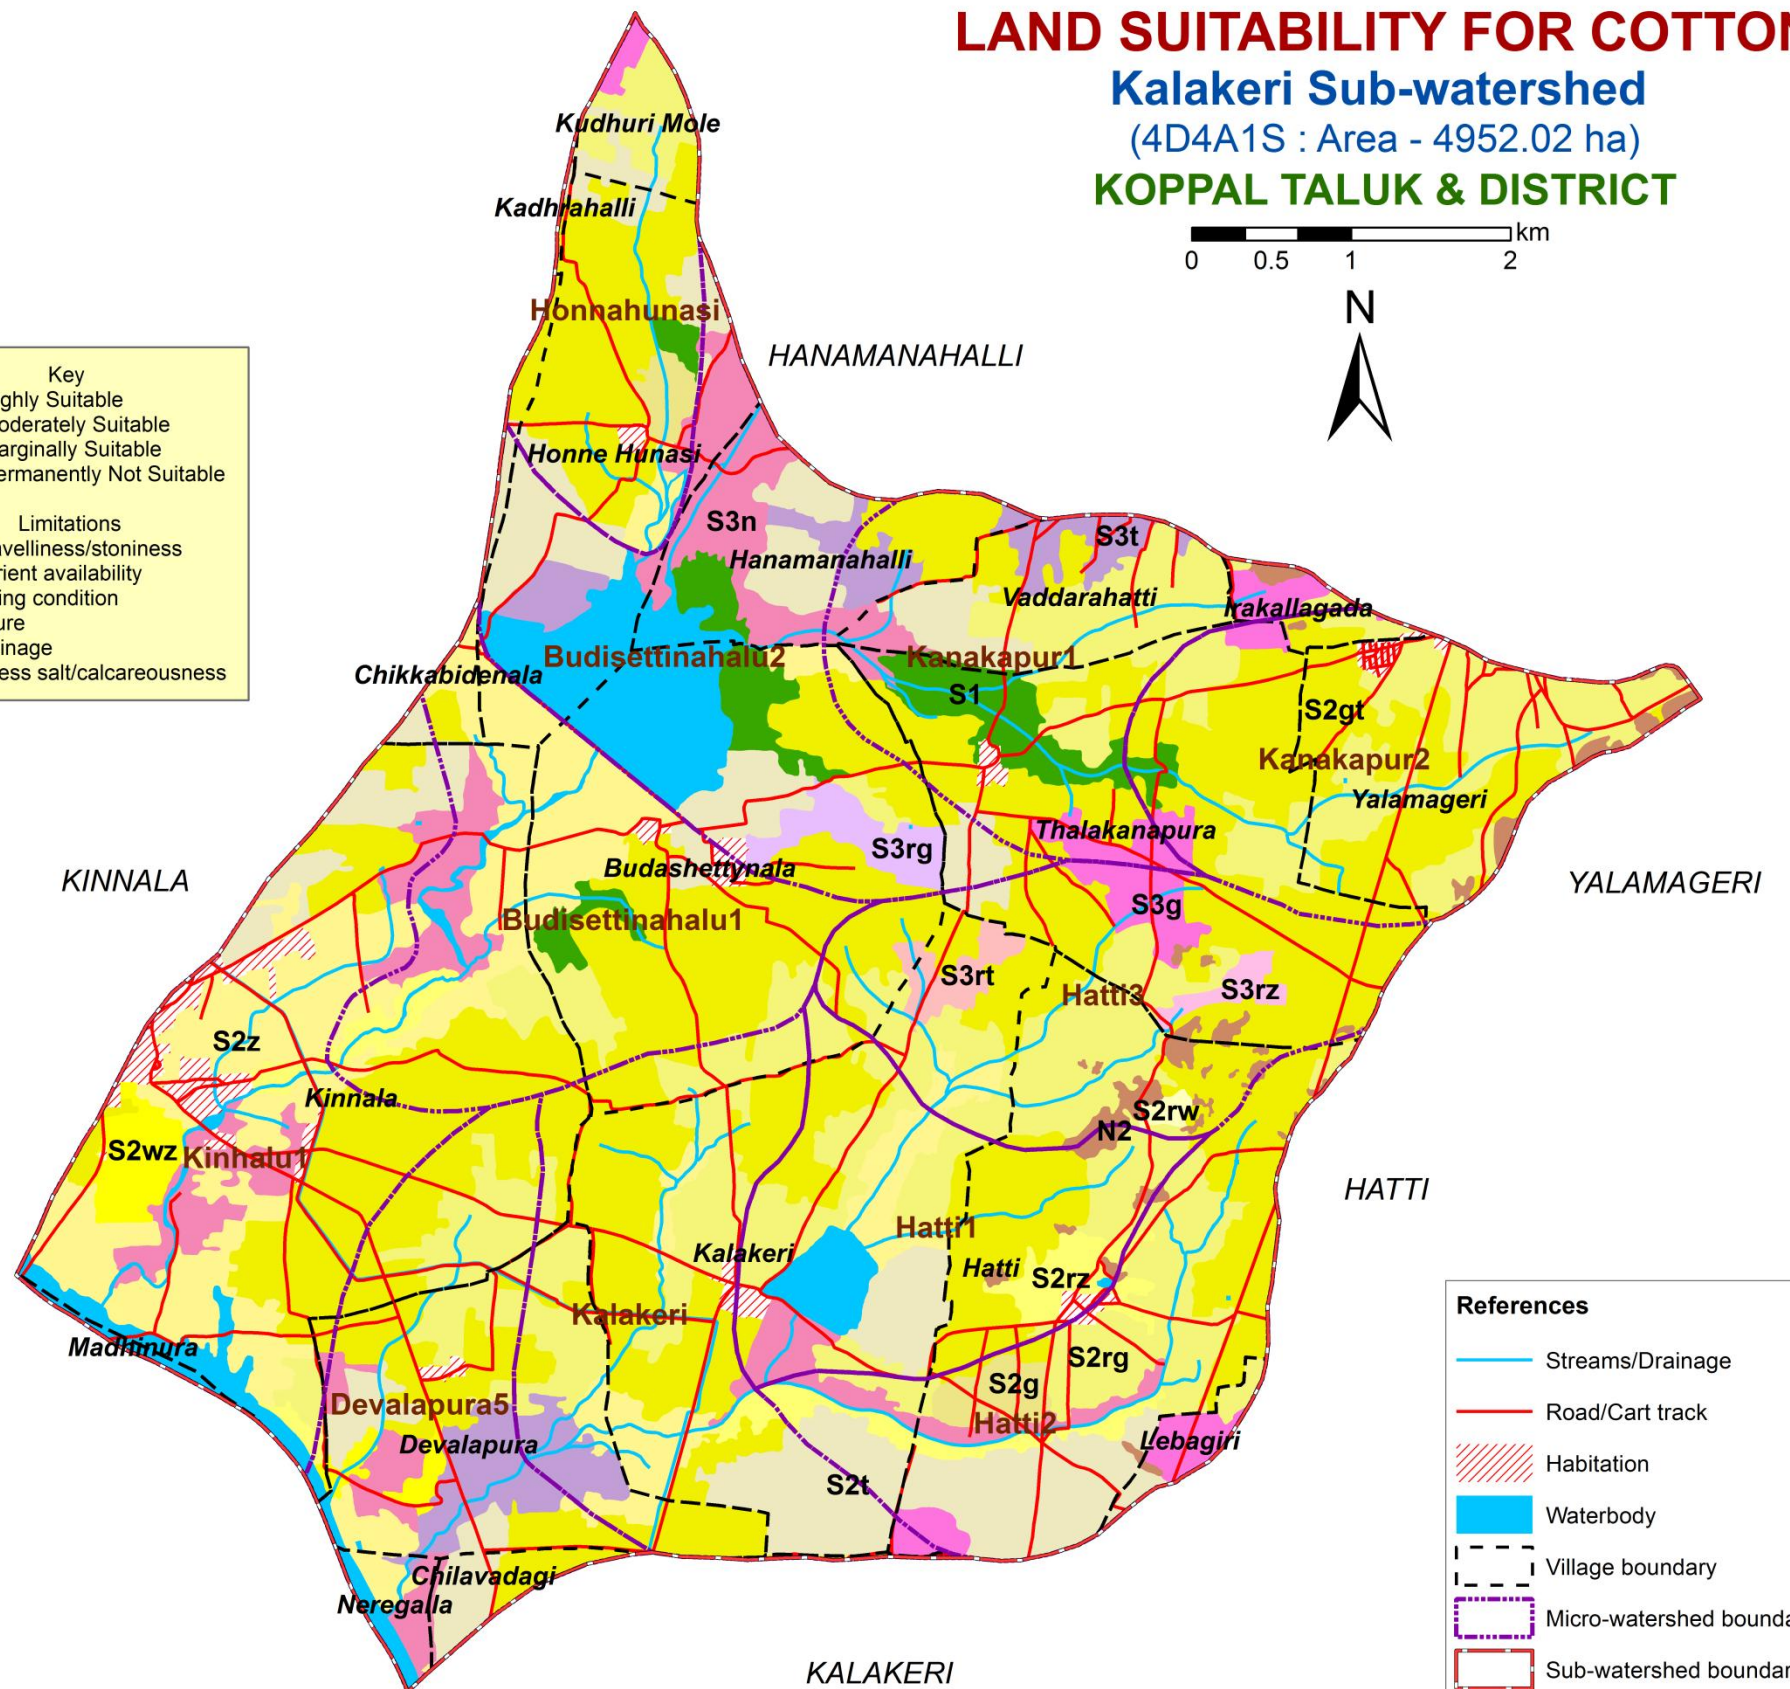 LAND SUITABILITY FOR COTTON
Kalakeri Sub-watershed
(4D4A1S : Area - 4952.02 ha)
KOPPAL TALUK & DISTRICT
km
0 0.5 1 2
N
Key
ghly Suitable
oderately Suitable
arginally Suitable
ermanently Not Suitable
Limitations
avelliness/stoniness
rient availability
ing condition
ure
inage
ess salt/calcareousness
Kudhuri Mole
Kadhrahalli
Honnahunasi
HANAMANAHALLI
Honne Hunasi
S3n
Hanamanahalli
S3t
Vaddarahatti
Irakallagada
Budisettinahalu2
Kanakapur1
Chikkabidenala
S1
S2gt
Kanakapur2
Yalamageri
Thalakanapura
S3rg
Budashettynala
KINNALA
YALAMAGERI
S3g
Budisettinahalu1
S3rt
Hatti3
S3rz
S2z
Kinnala
S2rw
N2
S2wz
Kinhalu1
HATTI
Hatti1
Kalakeri
Hatti
S2rz
Kalakeri
Madhinura
S2rg
S2g
Devalapura5
Hatti2
Devalapura
Lebagiri
S2t
Chilavadagi
Neregalla
KALAKERI
References
Streams/Drainage
Road/Cart track
Habitation
Waterbody
Village boundary
Micro-watershed bounda
Sub-watershed boundar